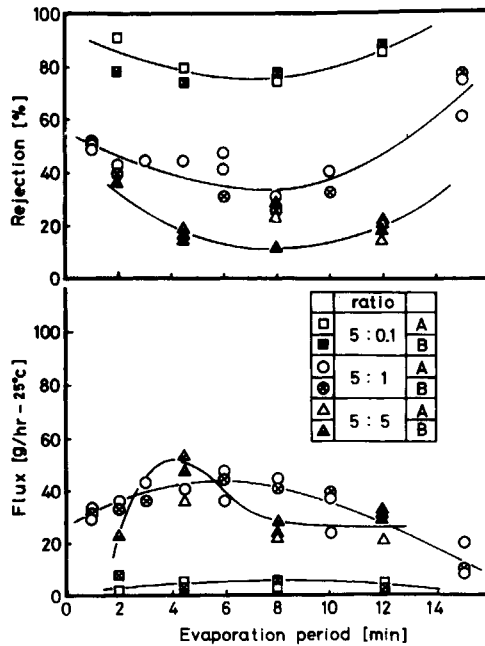 100
80
60
40
20
0
Rejection [%]
ratio
5 : 0.1
A
B
5 : 1
A
B
5 : 5
A
B
100
80
60
40
20
0
Flux [g/hr - 25°C]
0 2 4 6 8 10 12 14
Evaporation period [min]